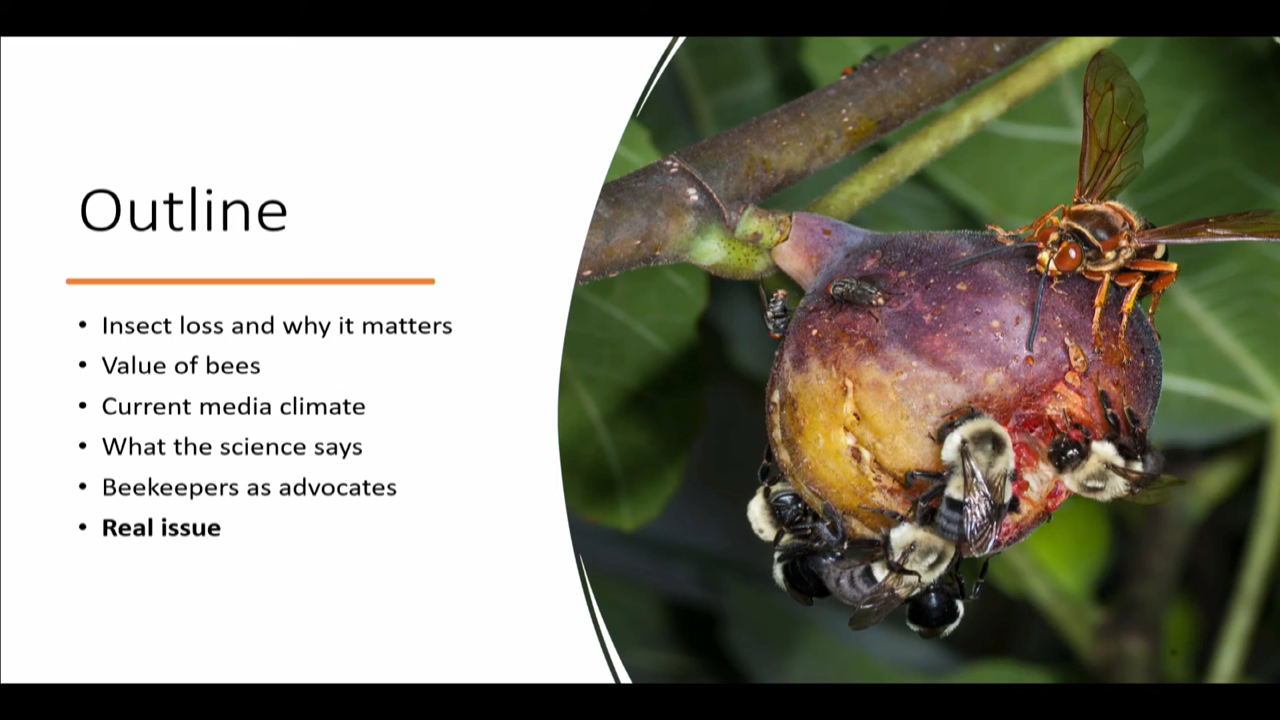 Outline
• Insect loss and why it matters
• Value of bees
• Current media climate
• What the science says
• Beekeepers as advocates
• Real issue